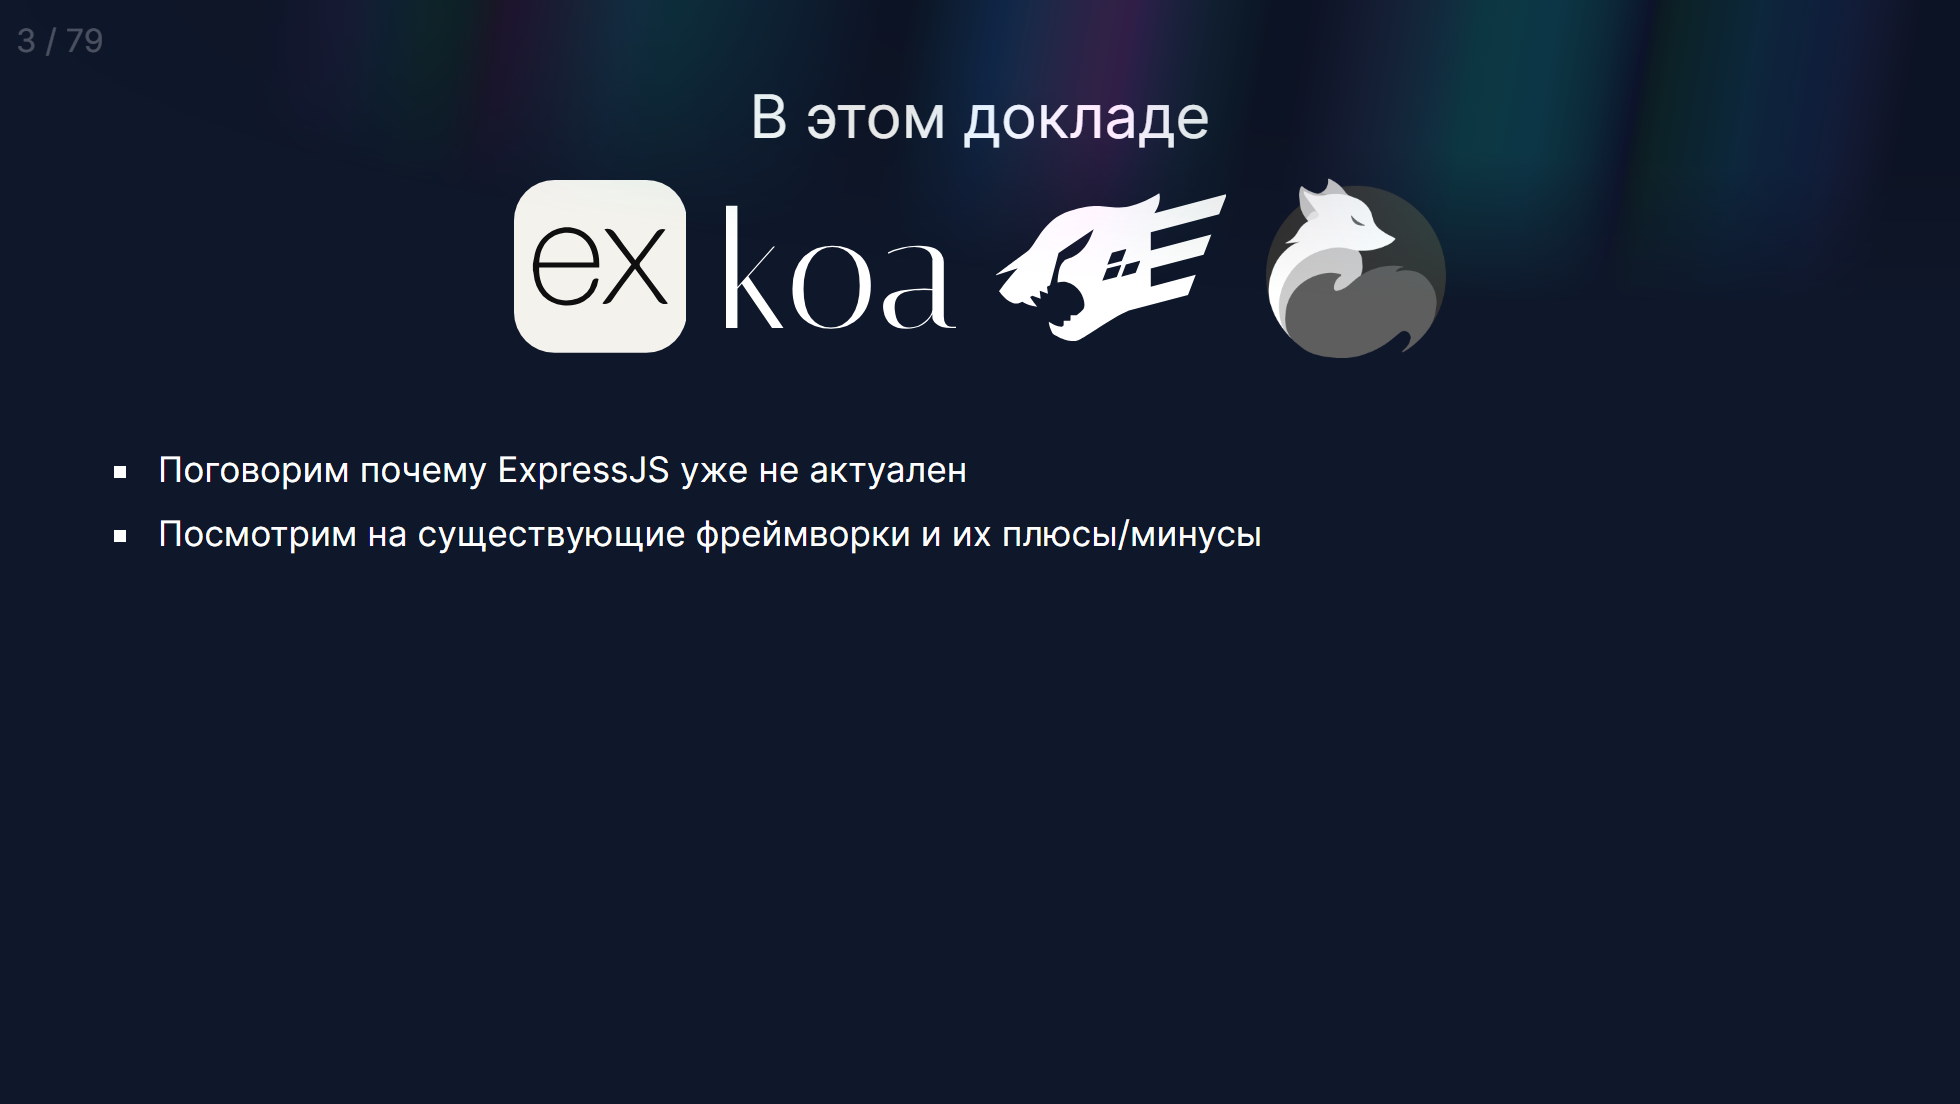 3 / 79
В этом докладе
ex
koa
Поговорим почему ExpressJS уже не актуален
Посмотрим на существующие фреймворки и их плюсы/минусы